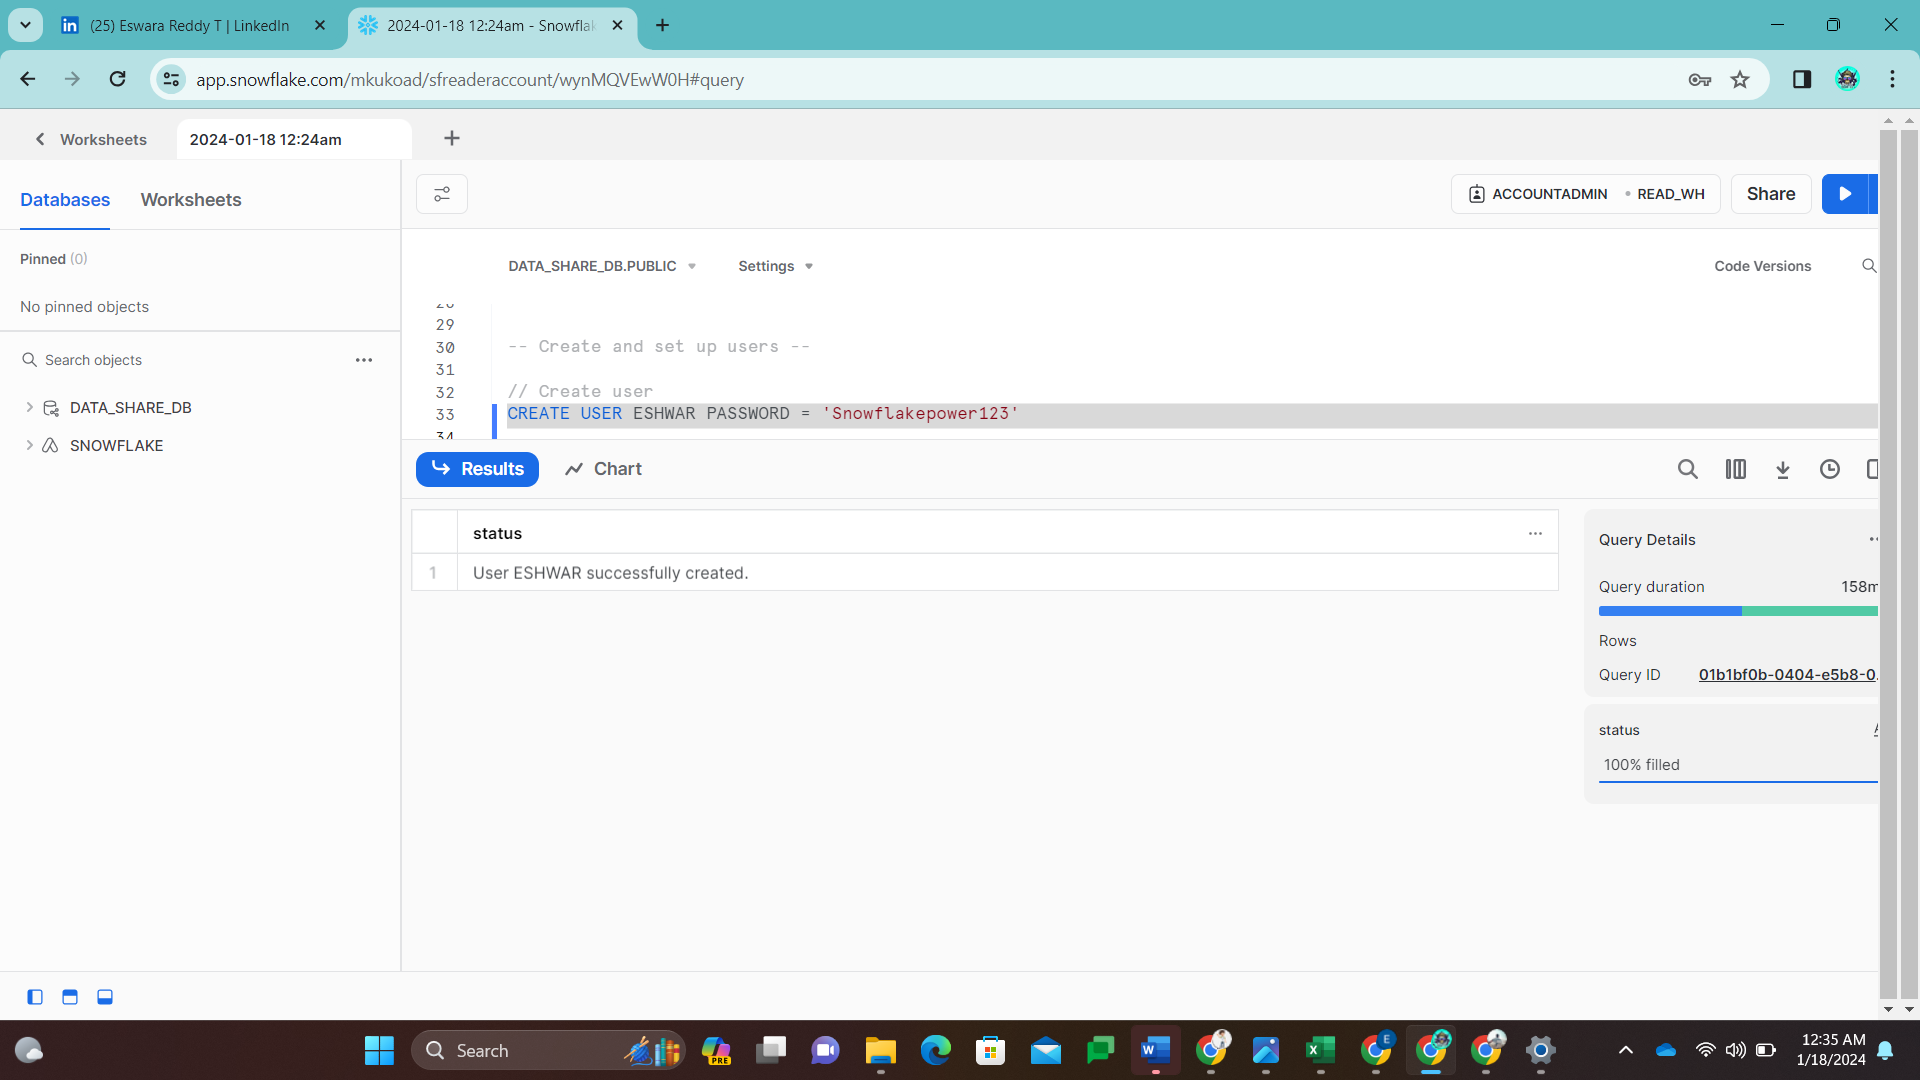 (25) Eswara Reddy T | LinkedIn
2024-01-18 12:24am - Snowflak
app.snowflake.com/mkukoad/sfreaderaccount/wynMQVEwW0H#query
Worksheets
2024-01-18 12:24am
Databases
Worksheets
ACCOUNTADMIN
READ_WH
Share
Pinned (0)
No pinned objects
DATA_SHARE_DB.PUBLIC
Settings
Code Versions
Search objects
DATA_SHARE_DB
SNOWFLAKE
28
29
30 -- Create and set up users --
31
32 // Create user
33 CREATE USER ESHWAR PASSWORD = 'Snowflakepower123'
34
Results
Chart
status
1 User ESHWAR successfully created.
Query Details
Query duration 158m
Rows
Query ID 01b1bf0b-0404-e5b8-0.
status
100% filled
Search
PRE
E
12:35 AM
1/18/2024